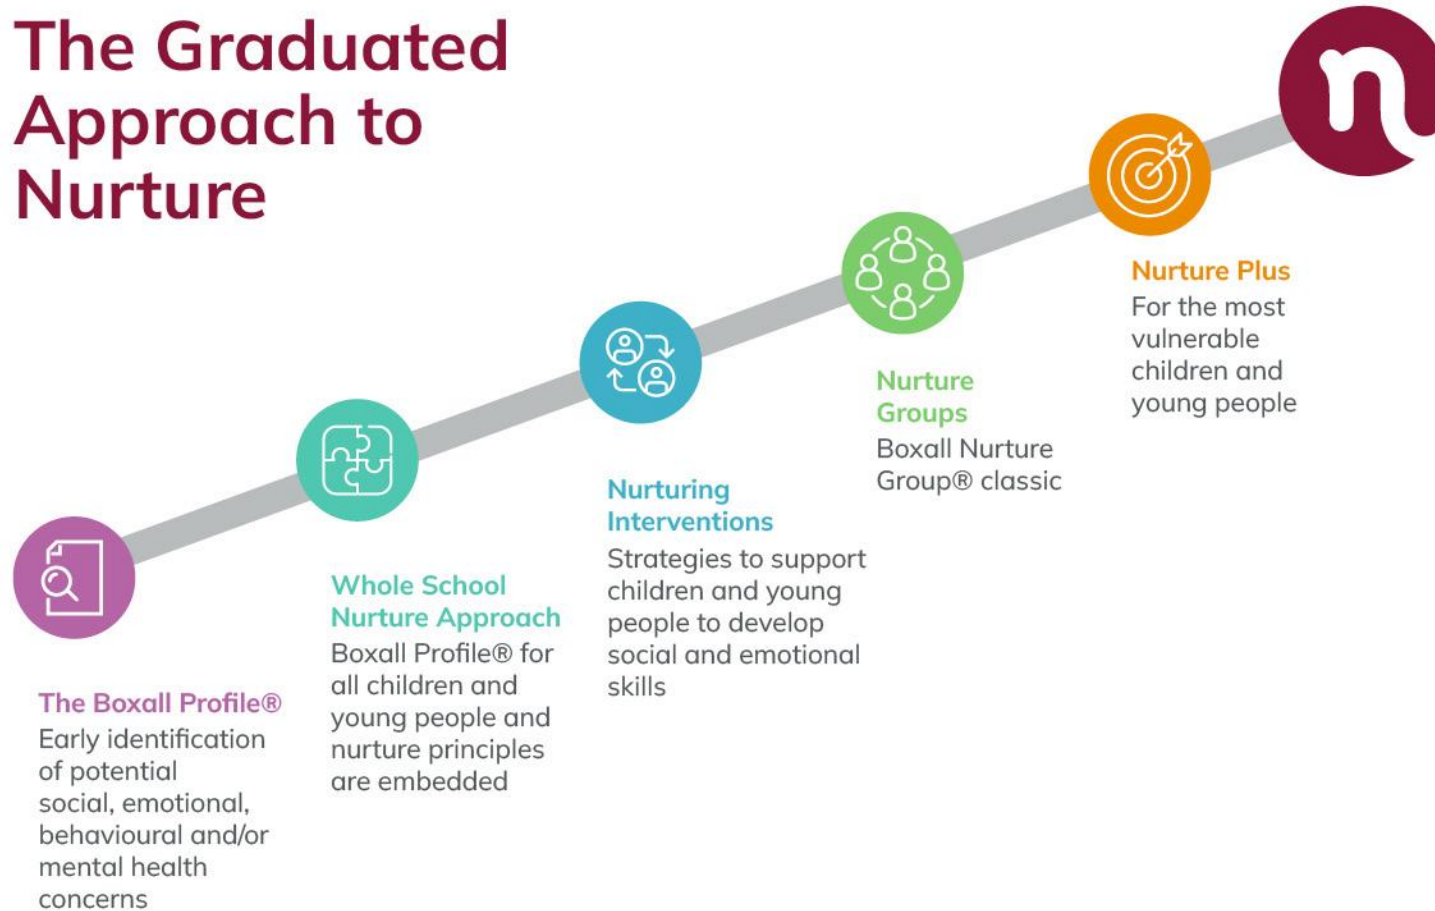 The Graduated
Approach to
Nurture
n
The Boxall Profile®
Early identification
of potential
social, emotional,
behavioural and/or
mental health
concerns
Whole School
Nurture Approach
Boxall Profile® for
all children and
young people and
nurture principles
are embedded
Nurturing
Interventions
Strategies to support
children and young
people to develop
social and emotional
skills
Nurture
Groups
Boxall Nurture
Group® classic
Nurture Plus
For the most
vulnerable
children and
young people